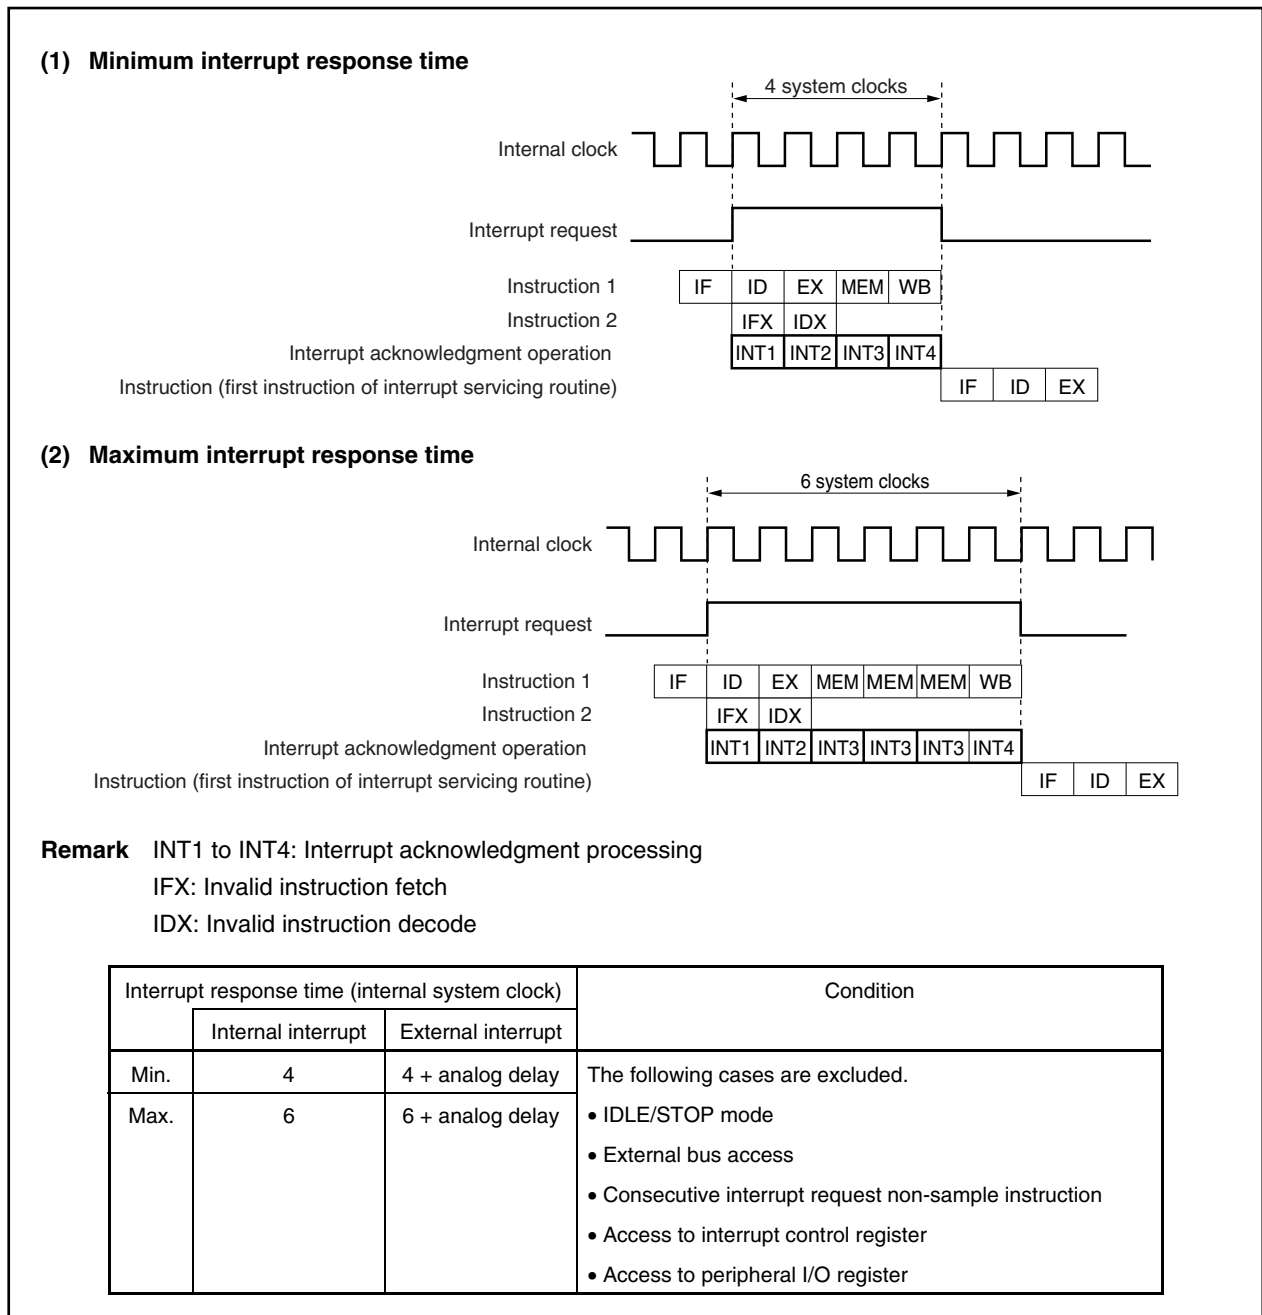 (1) Minimum interrupt response time
4 system clocks
Internal clock
Interrupt request
Instruction 1 IF ID EX MEM WB
Instruction 2 IFX IDX
Interrupt acknowledgment operation INT1 INT2 INT3 INT4
Instruction (first instruction of interrupt servicing routine) IF ID EX
(2) Maximum interrupt response time
6 system clocks
Internal clock
Interrupt request
Instruction 1 IF ID EX MEM MEM MEM WB
Instruction 2 IFX IDX
Interrupt acknowledgment operation INT1 INT2 INT3 INT3 INT3 INT4
Instruction (first instruction of interrupt servicing routine) IF ID EX
Remark INT1 to INT4: Interrupt acknowledgment processing
IFX: Invalid instruction fetch
IDX: Invalid instruction decode
Interrupt response time (internal system clock) Condition
Internal interrupt External interrupt
Min. 4 4 + analog delay The following cases are excluded.
Max. 6 6 + analog delay • IDLE/STOP mode
• External bus access
• Consecutive interrupt request non-sample instruction
• Access to interrupt control register
• Access to peripheral I/O register